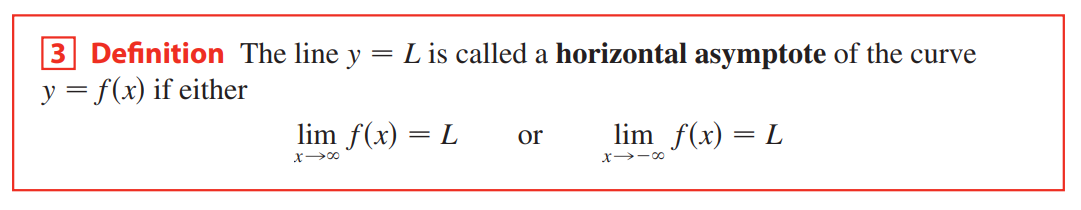 3 Definition The line y = L is called a horizontal asymptote of the curve
y = f(x) if either
lim f(x) = L or lim f(x) = L
x→∞ x→−∞